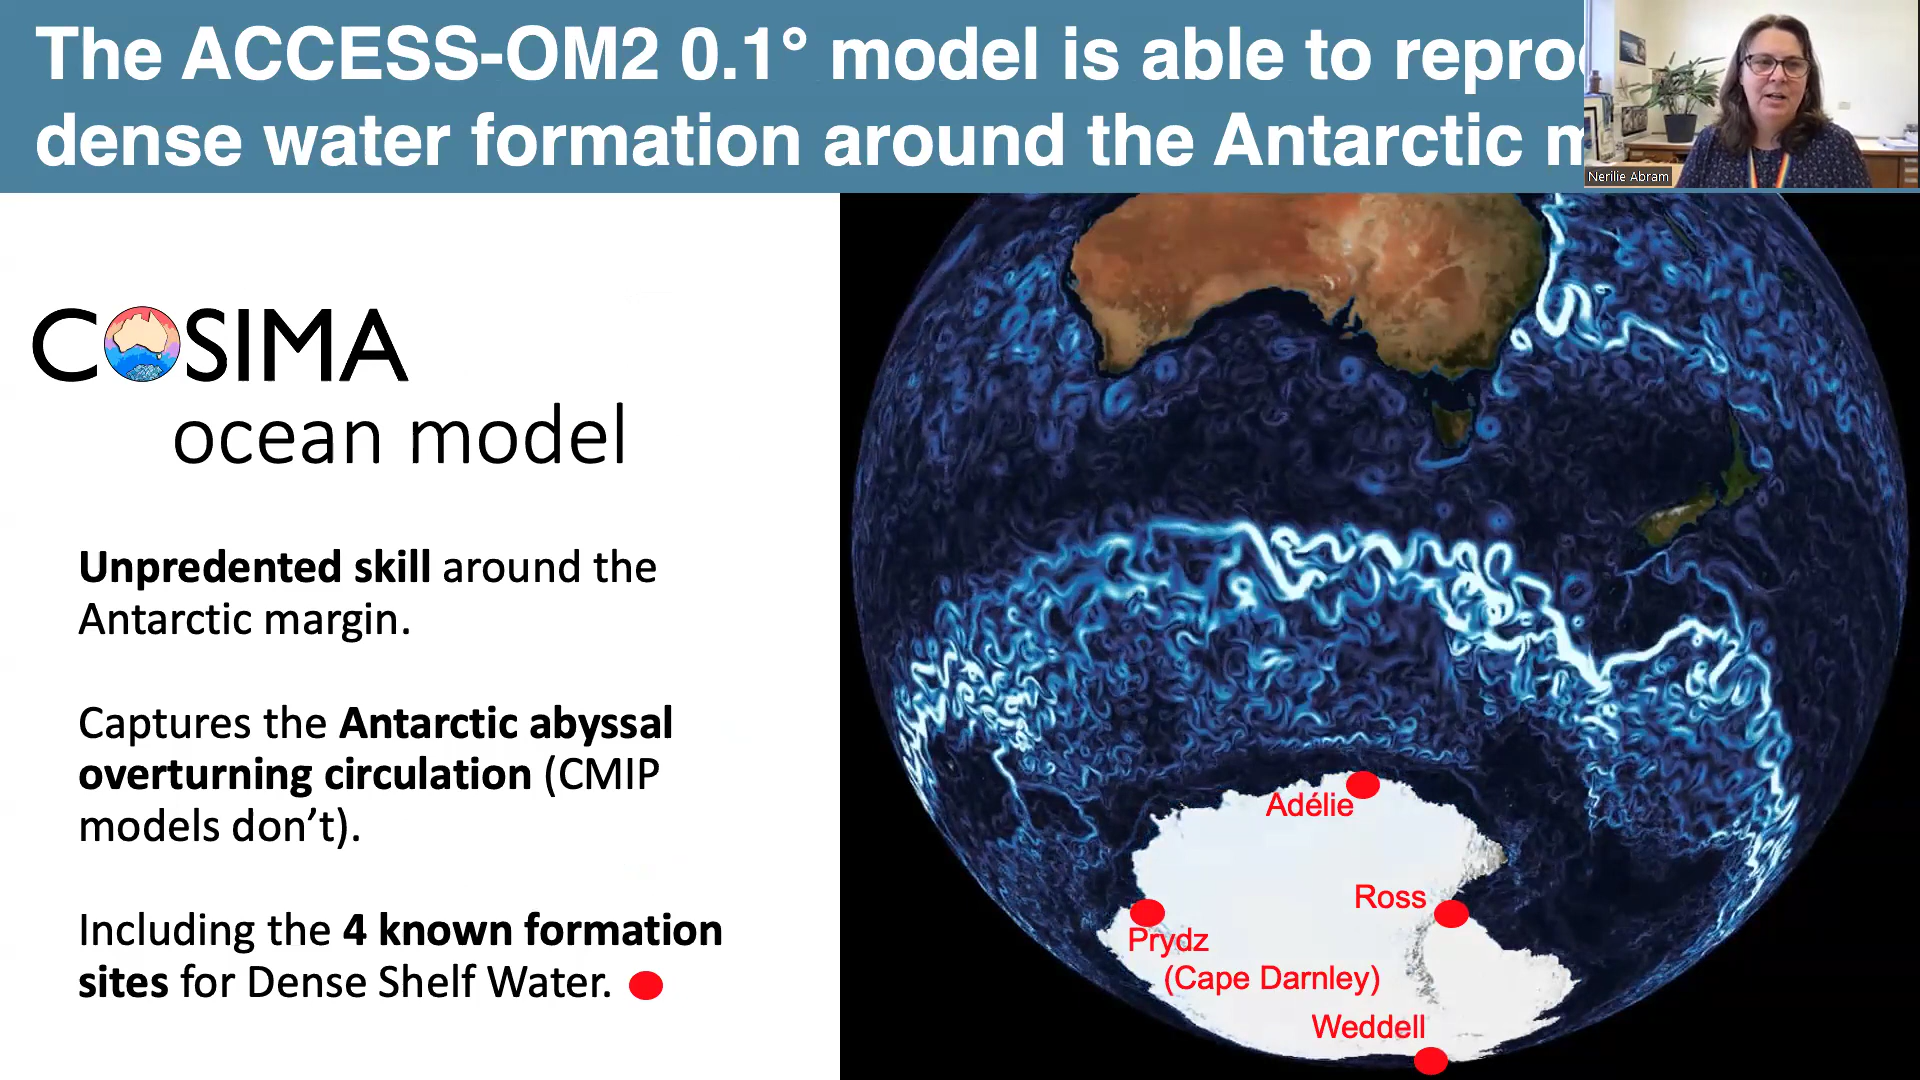 The ACCESS-OM2 0.1° model is able to
dense water formation around the Antarctic
Nerilie Abram
COSIMA
ocean model
Unpredented skill around the
Antarctic margin.
Captures the Antarctic abyssal
overturning circulation (CMIP
models don’t).
Including the 4 known formation
sites for Dense Shelf Water.
Adélie
Ross
Prydz
(Cape Darnley)
Weddell